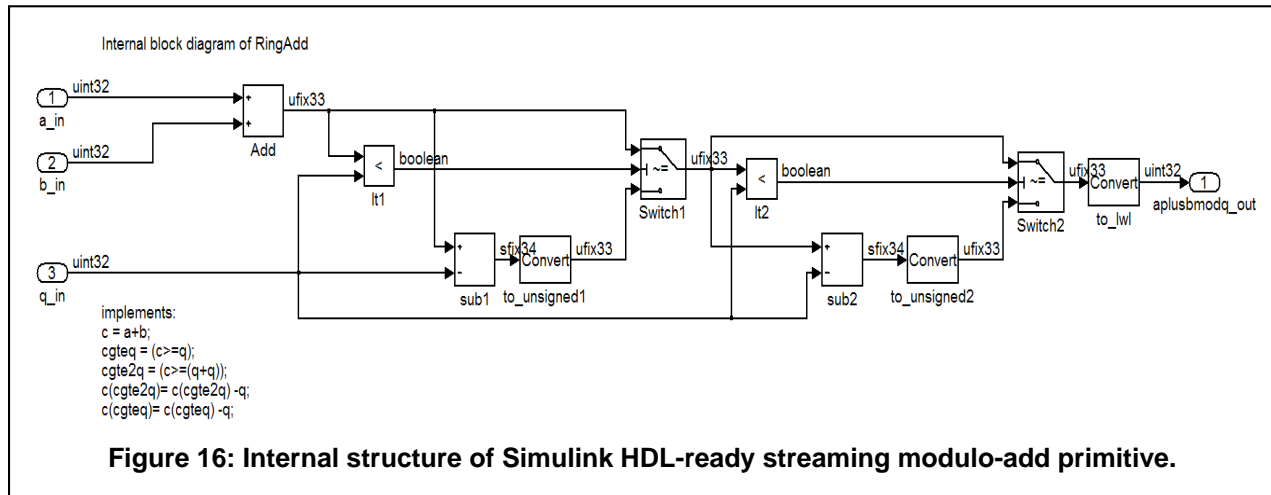 Internal block diagram of RingAdd
1
uint32
a_in
+
+
Add
ufix33
2
uint32
b_in
<
lt1
boolean
~=
Switch1
ufix33
<
lt2
boolean
~=
Switch2
ufix33
Convert
to_lwl
uint32
1
aplusbmodq_out
3
uint32
q_in
+
-
sub1
sfix34
Convert
to_unsigned1
ufix33
+
-
sub2
sfix34
Convert
to_unsigned2
ufix33
implements:
c = a+b;
cgteq = (c>=q);
cgte2q = (c>=(q+q));
c(cgte2q)= c(cgte2q) -q;
c(cgteq)= c(cgteq) -q;
Figure 16: Internal structure of Simulink HDL-ready streaming modulo-add primitive.